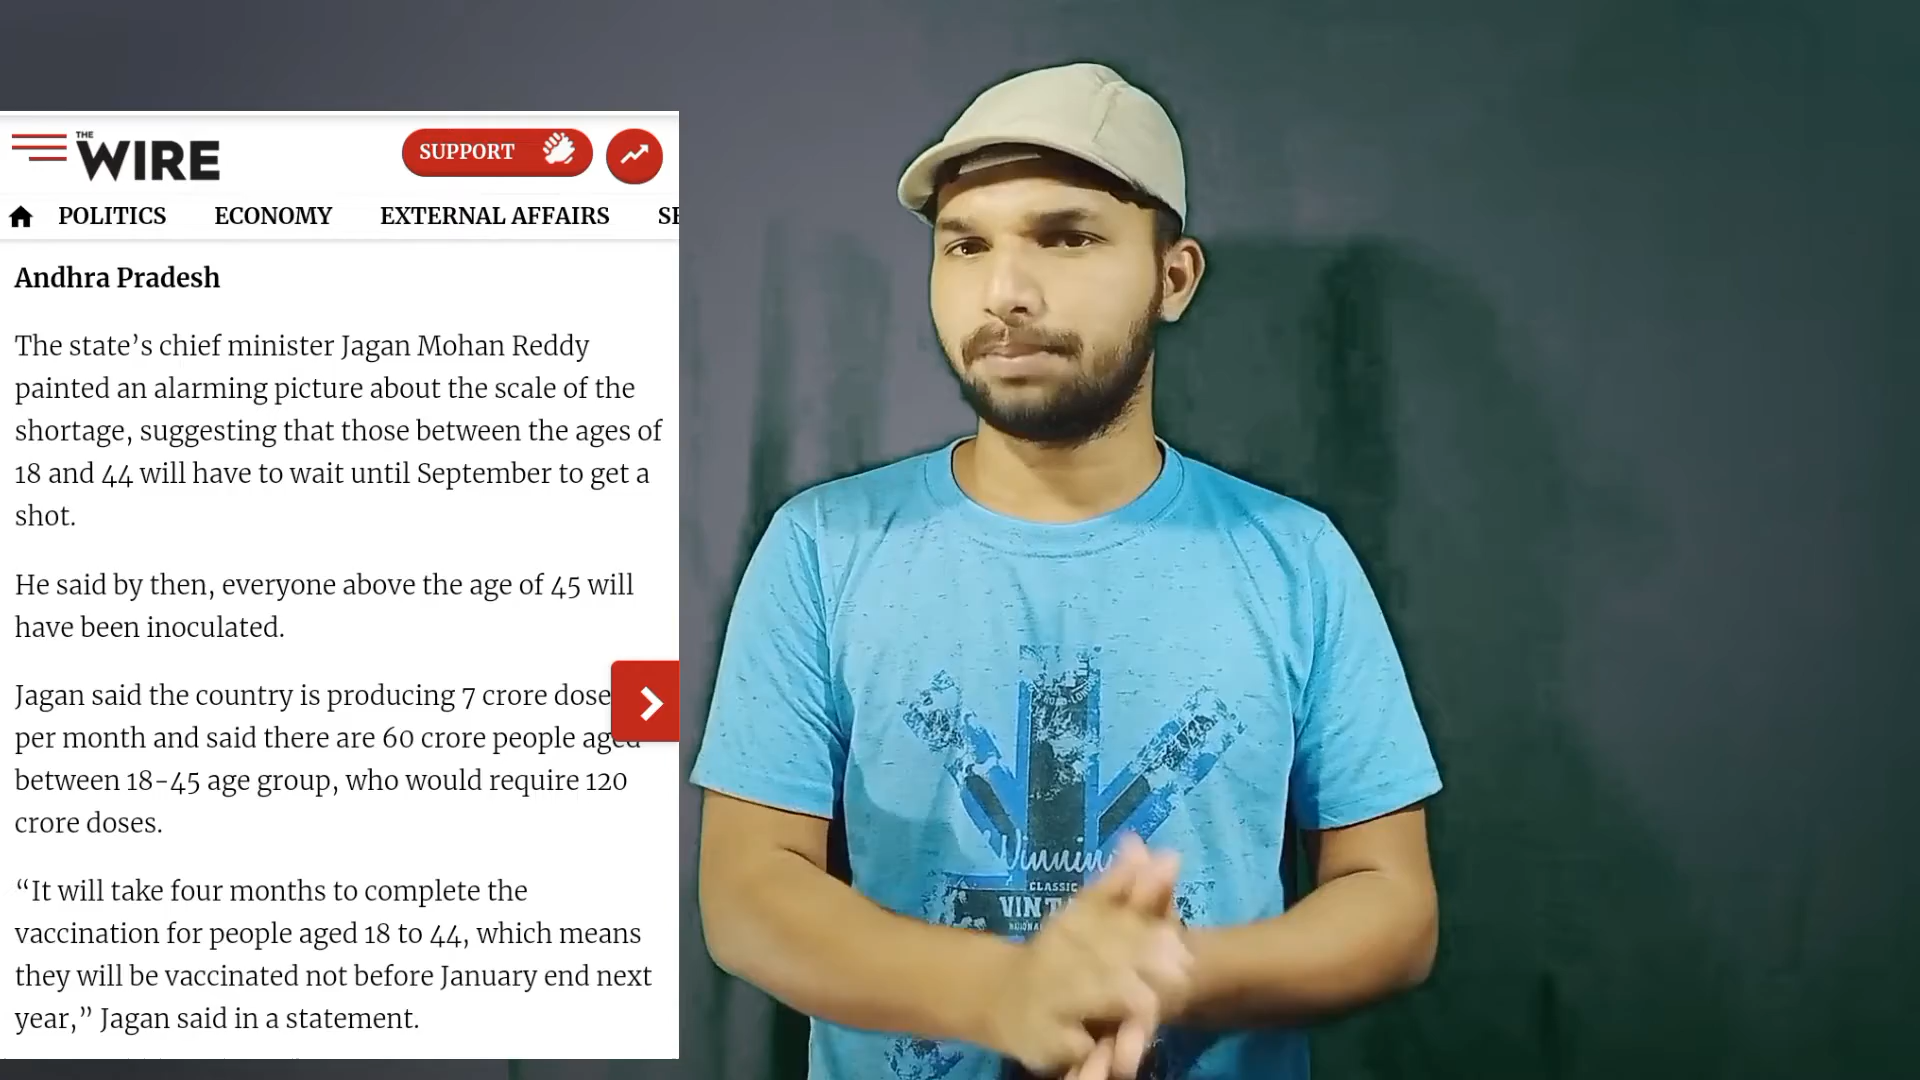 THE
WIRE
SUPPORT
POLITICS ECONOMY EXTERNAL AFFAIRS
Andhra Pradesh
The state’s chief minister Jagan Mohan Reddy
painted an alarming picture about the scale of the
shortage, suggesting that those between the ages of
18 and 44 will have to wait until September to get a
shot.
He said by then, everyone above the age of 45 will
have been inoculated.
Jagan said the country is producing 7 crore dose
per month and said there are 60 crore people aged
between 18-45 age group, who would require 120
crore doses.
“It will take four months to complete the
vaccination for people aged 18 to 44, which means
they will be vaccinated not before January end next
year,” Jagan said in a statement.
Winnin
CLASSIC
VINT